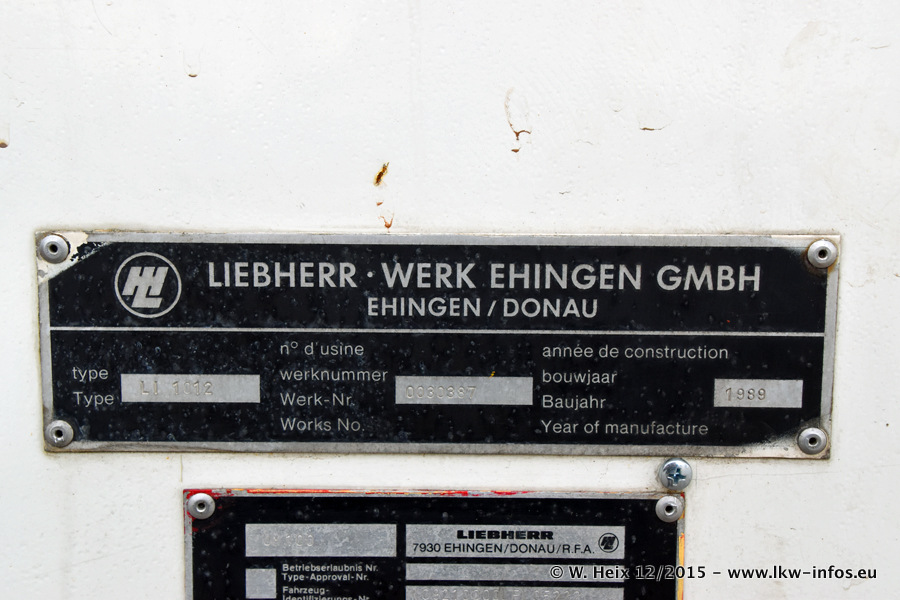 LIEBHERR · WERK EHINGEN GMBH
EHINGEN / DONAU
type
Type
n° d'usine
werknummer
Werk-Nr.
Works No.
année de construction
bouwjaar
Baujahr
Year of manufacture
1989
LIEBHERR
7930 EHINGEN/DONAU/R.F.A.
Betriebserlaubnis Nr.
Type-Approval-Nr.
Fahrzeug-
Identifizierungs-Nr.
© W. Heix 12/2015 – www.lkw-infos.eu